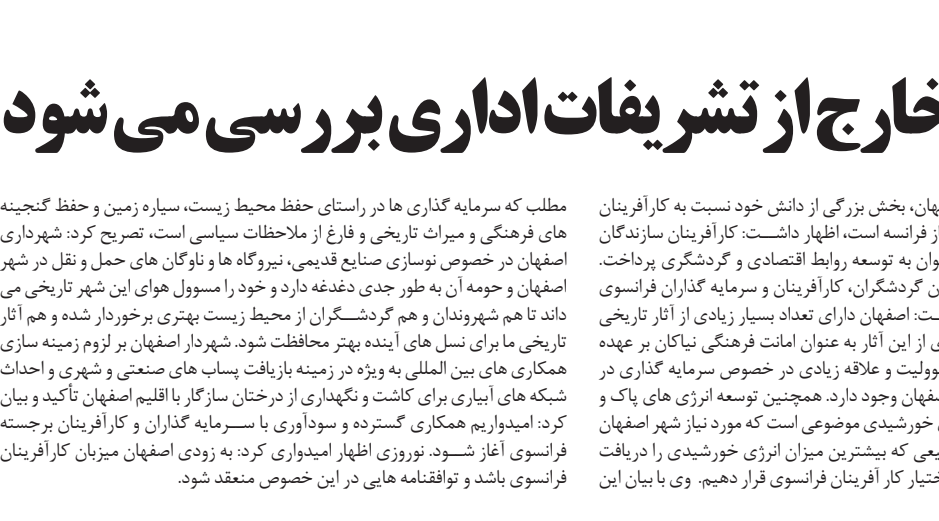 خارج از تشریفات اداری بررسی می شود
بخش بزرگی از دانش خود نسبت به کارآفرینان
فرانسه است، اظهار داشت: کارآفرینان سازندگان
به توسعه روابط اقتصادی و گردشگری پرداخت.
گردشگران، کارآفرینان و سرمایه گذاران فرانسوی
اصفهان دارای تعداد بسیار زیادی از آثار تاریخی
از این آثار به عنوان امانت فرهنگی نیاکان بر عهده
و علاقه زیادی در خصوص سرمایه گذاری در
وجود دارد. همچنین توسعه انرژی های پاک و
خورشیدی موضوعی است که مورد نیاز شهر اصفهان
که بیشترین میزان انرژی خورشیدی را دریافت
کار آفرینان فرانسوی قرار دهیم. وی با بیان این
مطلب که سرمایه گذاری ها در راستای حفظ محیط زیست، سیاره زمین و حفظ گنجینه
های فرهنگی و میراث تاریخی و فارغ از ملاحظات سیاسی است، تصریح کرد: شهرداری
اصفهان در خصوص نوسازی صنایع قدیمی، نیروگاه ها و ناوگان های حمل و نقل در شهر
اصفهان و حومه آن به طور جدی دغدغه دارد و خود را مسوول هوای این شهر تاریخی می
داند تا هم شهروندان و هم گردشگران از محیط زیست بهتری برخوردار شده و هم آثار
تاریخی ما برای نسل های آینده بهتر محافظت شود. شهردار اصفهان بر لزوم زمینه سازی
همکاری های بین المللی به ویژه در زمینه بازیافت پساب های صنعتی و شهری و احداث
شبکه های آبیاری برای کاشت و نگهداری از درختان سازگار با اقلیم اصفهان تأکید و بیان
کرد: امیدواریم همکاری گسترده و سودآوری با سرمایه گذاران و کارآفرینان برجسته
فرانسوی آغاز شود. نوروزی اظهار امیدواری کرد: به زودی اصفهان میزبان کارآفرینان
فرانسوی باشد و توافقنامه هایی در این خصوص منعقد شود.